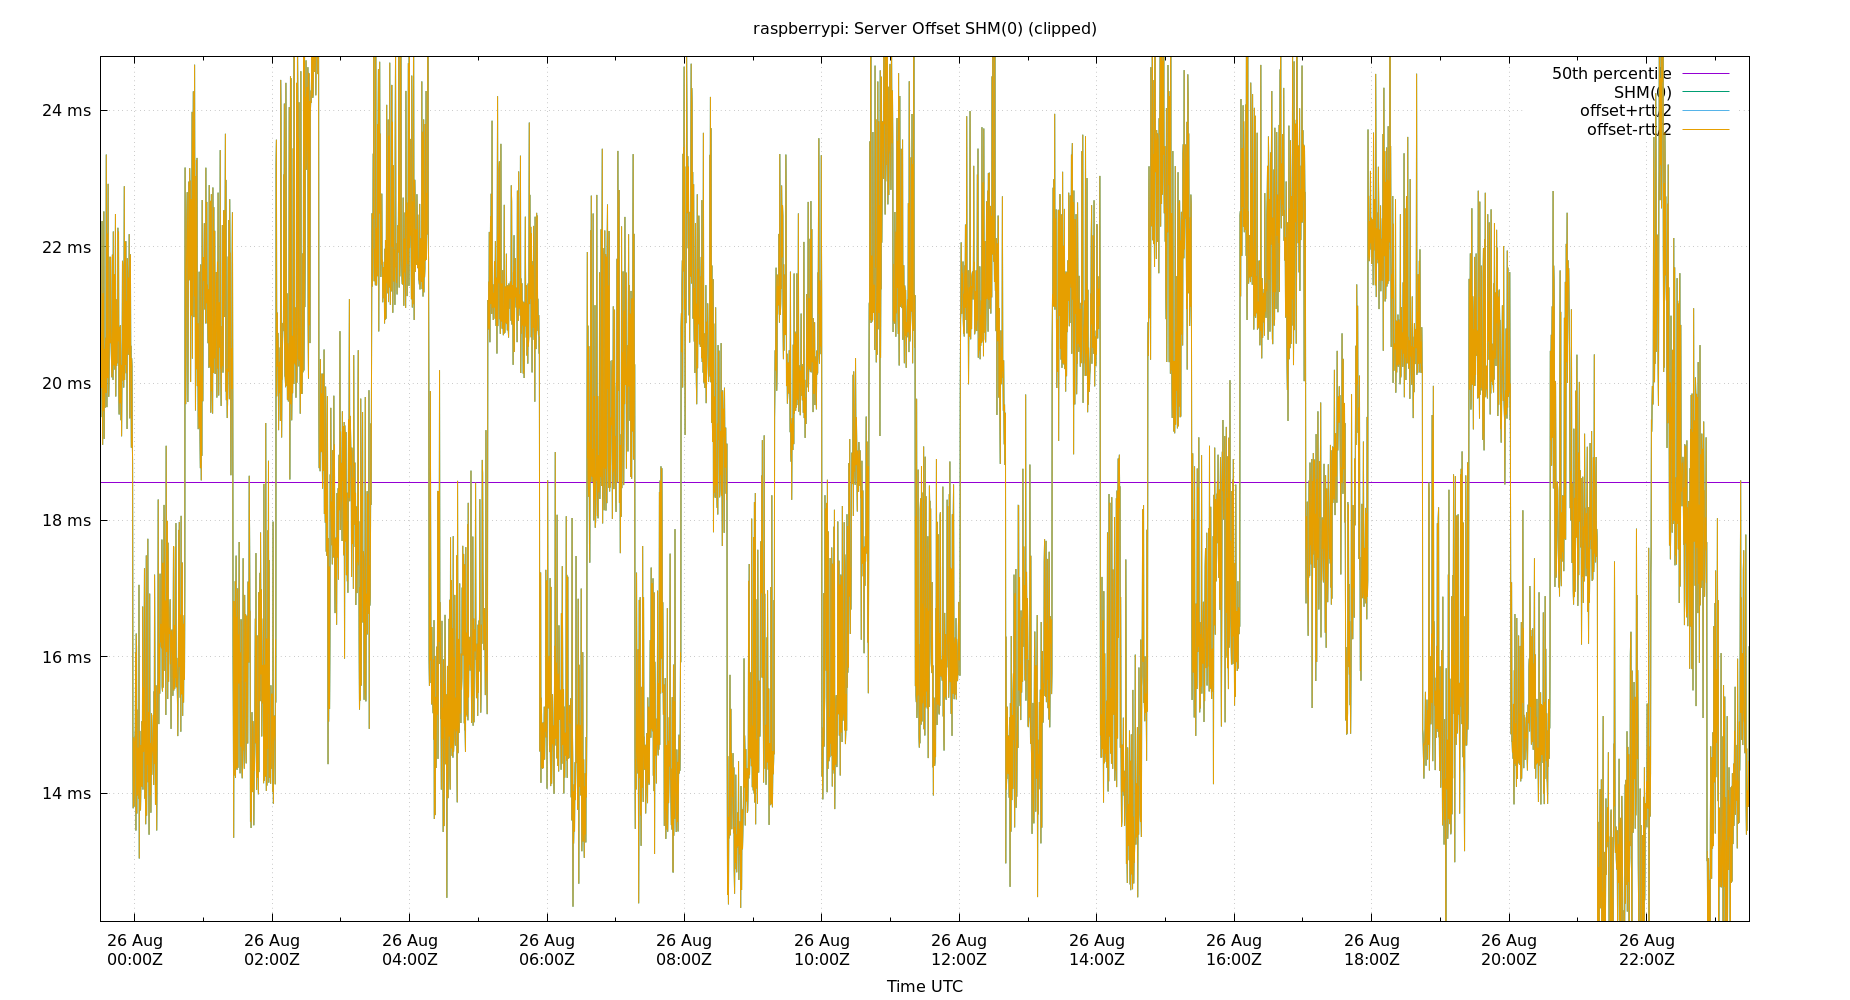 raspberrypi: Server Offset SHM(0) (clipped)
50th percentile
SHM(0)
offset+rtt/2
offset-rtt/2
24 ms
22 ms
20 ms
18 ms
16 ms
14 ms
26 Aug 26 Aug 26 Aug 26 Aug 26 Aug 26 Aug 26 Aug 26 Aug 26 Aug 26 Aug 26 Aug 26 Aug
00:00Z 02:00Z 04:00Z 06:00Z 08:00Z 10:00Z 12:00Z 14:00Z 16:00Z 18:00Z 20:00Z 22:00Z
Time UTC